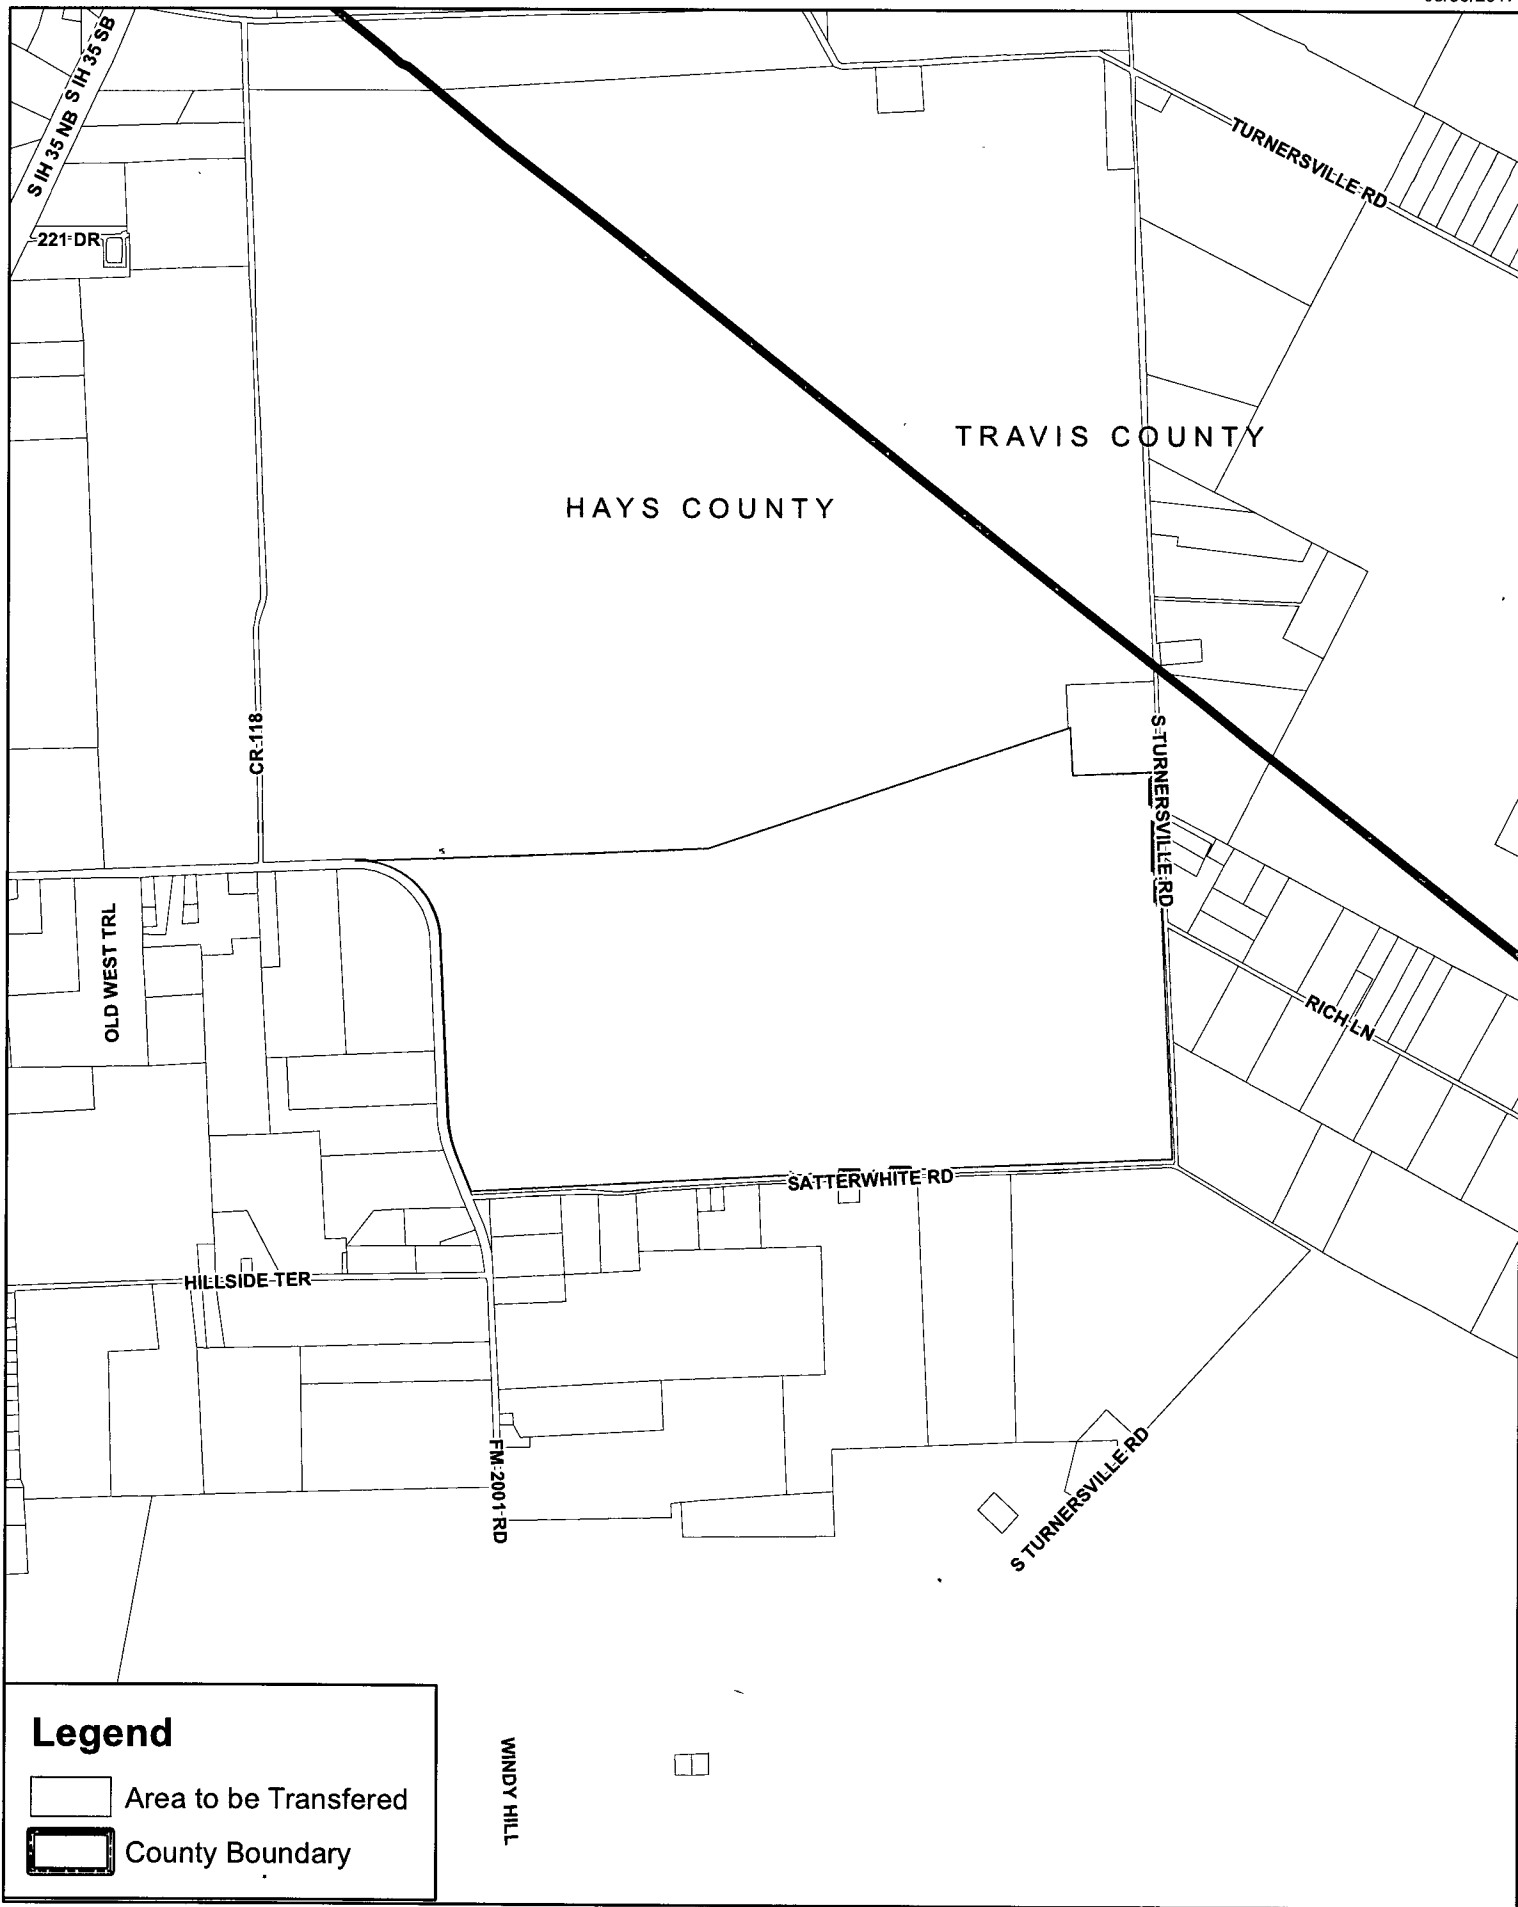 S IH 35 SB
S IH 35 NB
TURNERSVILLE RD
221 DR
TRAVIS COUNTY
HAYS COUNTY
CR 118
S TURNERSVILLE RD
OLD WEST TRL
RICH LN
SATTERWHITE RD
HILLSIDE TER
FM 2001 RD
S TURNERSVILLE RD
WINDY HILL
Legend
Area to be Transfered
County Boundary